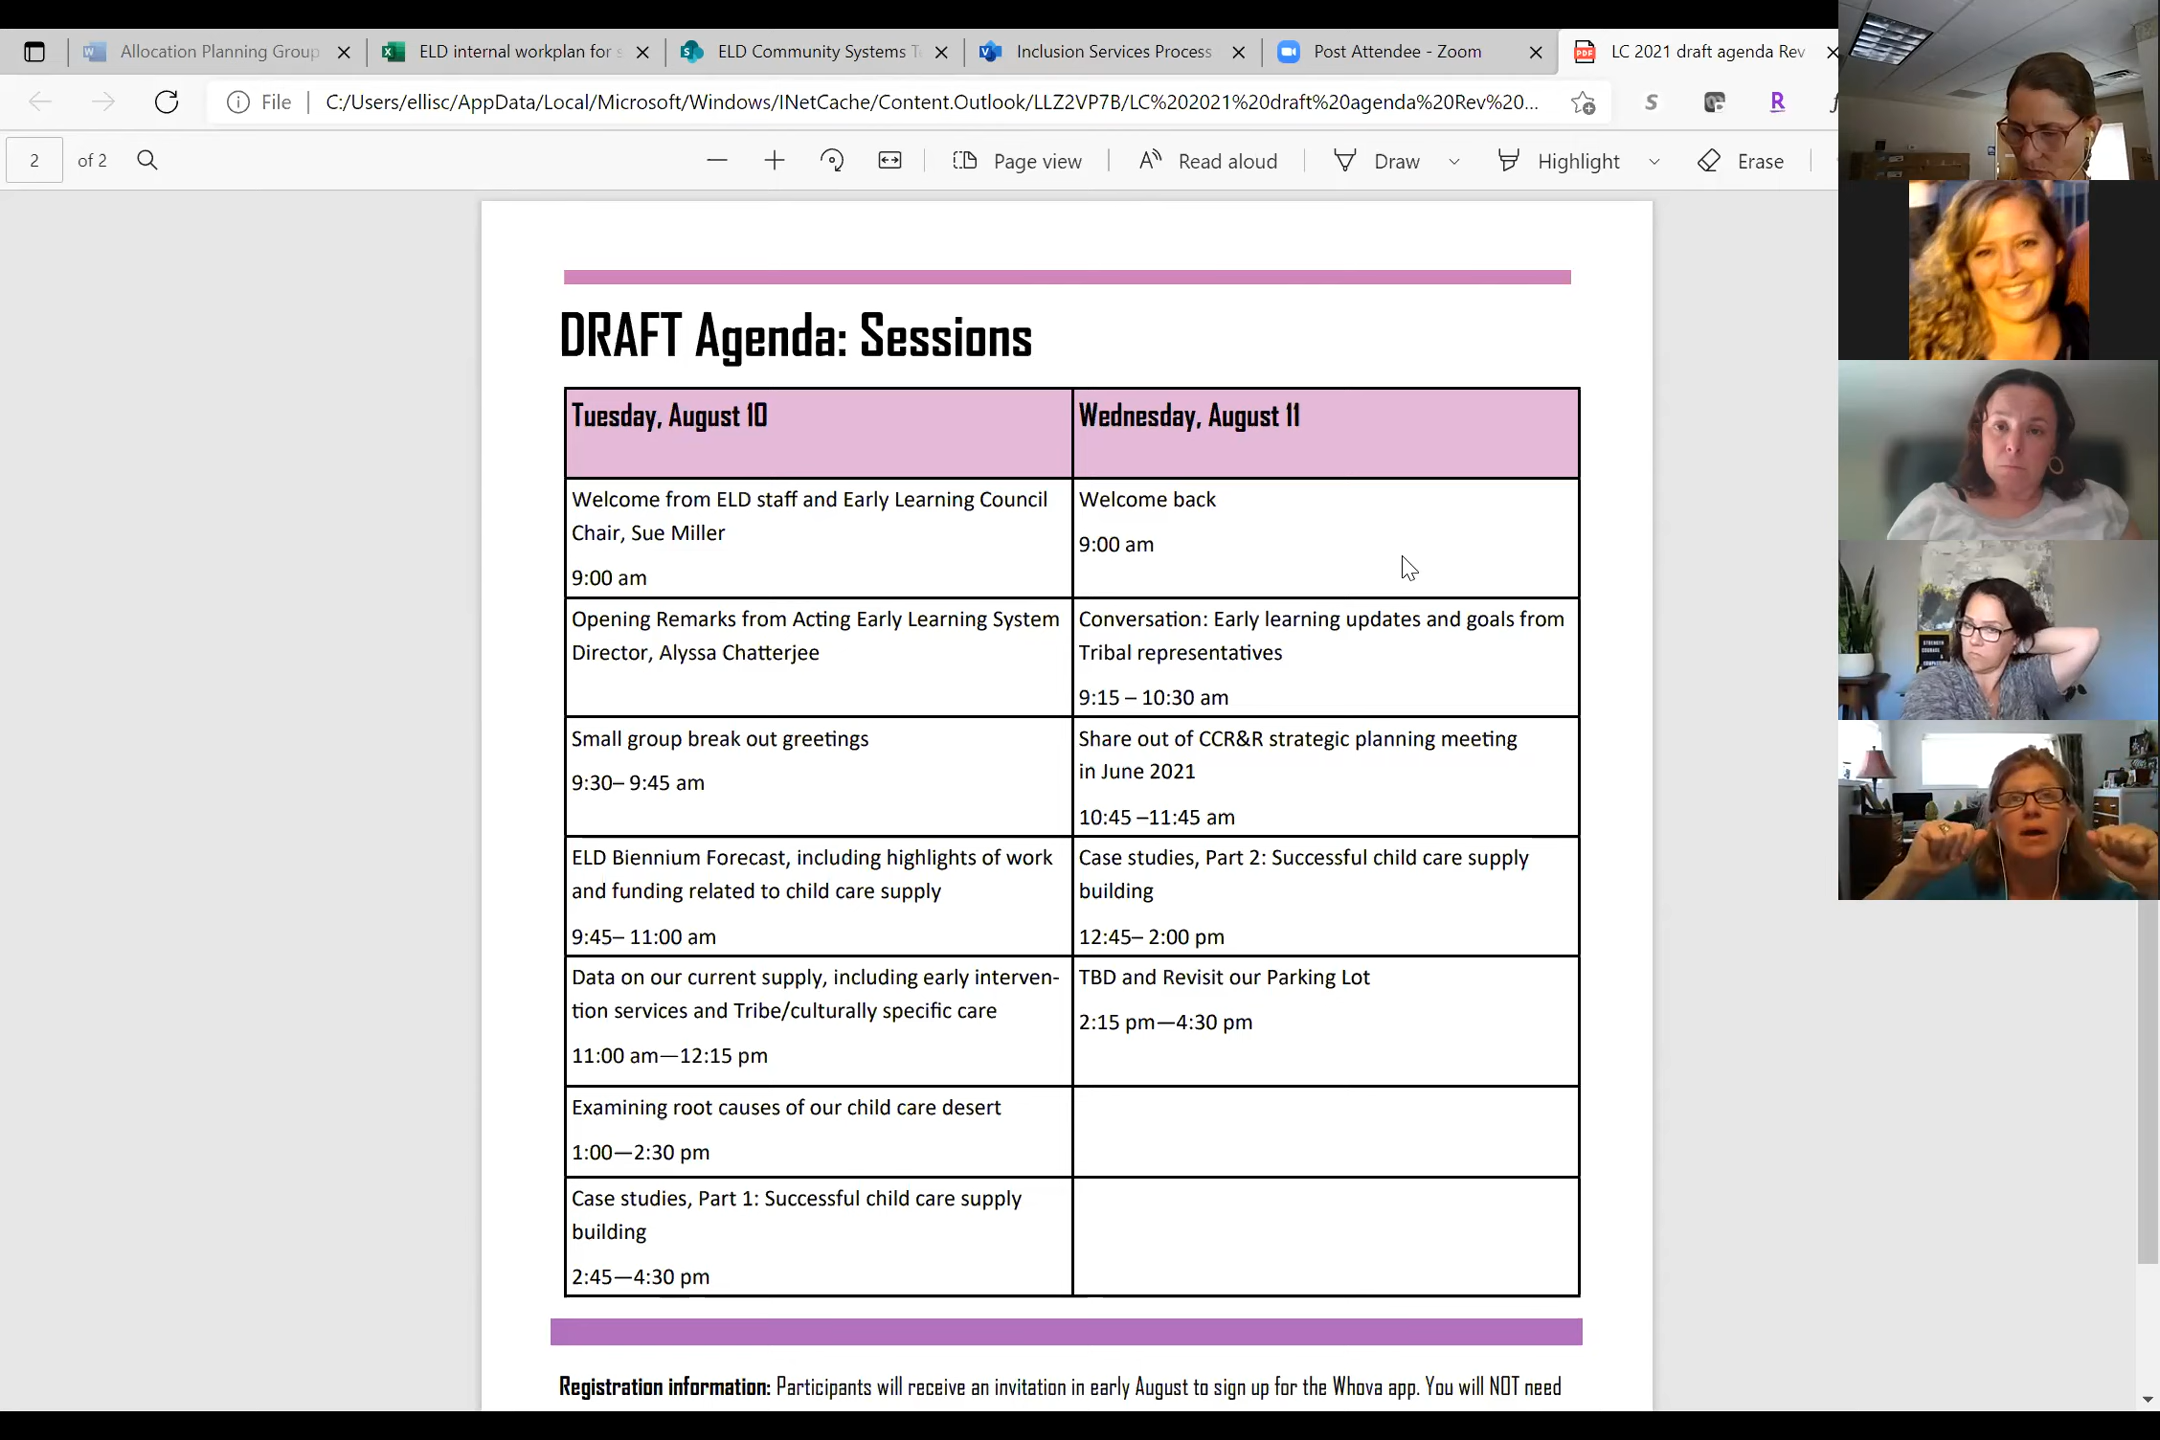 Allocation Planning Group
ELD internal workplan for s
ELD Community Systems T
Inclusion Services Process
Post Attendee - Zoom
LC 2021 draft agenda Rev
File
C:/Users/ellisc/AppData/Local/Microsoft/Windows/INetCache/Content.Outlook/LLZ2VP7B/LC%202021%20draft%20agenda%20Rev%20...
2 of 2
Page view
Read aloud
Draw
Highlight
Erase
DRAFT Agenda: Sessions
Tuesday, August 10
Wednesday, August 11
Welcome from ELD staff and Early Learning Council
Chair, Sue Miller
9:00 am
Welcome back
9:00 am
Opening Remarks from Acting Early Learning System
Director, Alyssa Chatterjee
Conversation: Early learning updates and goals from
Tribal representatives
9:15 – 10:30 am
Small group break out greetings
9:30– 9:45 am
Share out of CCR&R strategic planning meeting
in June 2021
10:45 –11:45 am
ELD Biennium Forecast, including highlights of work
and funding related to child care supply
9:45– 11:00 am
Case studies, Part 2: Successful child care supply
building
12:45– 2:00 pm
Data on our current supply, including early interven-
tion services and Tribe/culturally specific care
11:00 am—12:15 pm
TBD and Revisit our Parking Lot
2:15 pm—4:30 pm
Examining root causes of our child care desert
1:00—2:30 pm
Case studies, Part 1: Successful child care supply
building
2:45—4:30 pm
Registration information: Participants will receive an invitation in early August to sign up for the Whova app. You will NOT need
STRENGTH
COURAGE
&